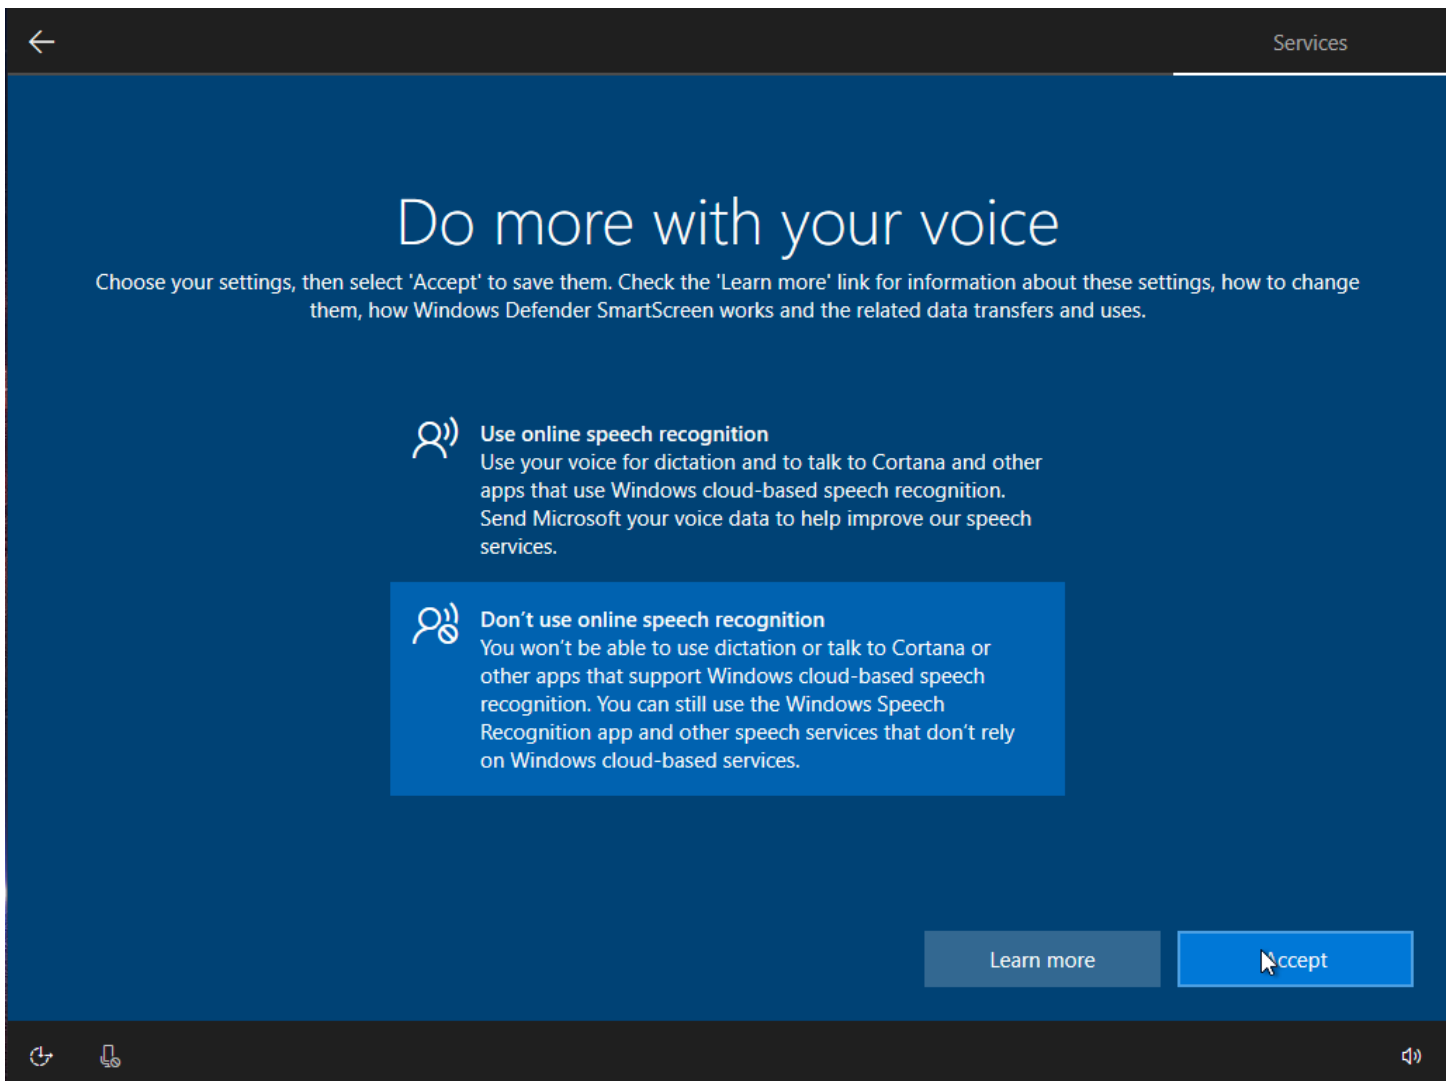 Services
Do more with your voice
Choose your settings, then select 'Accept' to save them. Check the 'Learn more' link for information about these settings, how to change
them, how Windows Defender SmartScreen works and the related data transfers and uses.
Use online speech recognition
Use your voice for dictation and to talk to Cortana and other
apps that use Windows cloud-based speech recognition.
Send Microsoft your voice data to help improve our speech
services.
Don't use online speech recognition
You won't be able to use dictation or talk to Cortana or
other apps that support Windows cloud-based speech
recognition. You can still use the Windows Speech
Recognition app and other speech services that don't rely
on Windows cloud-based services.
Learn more
Accept